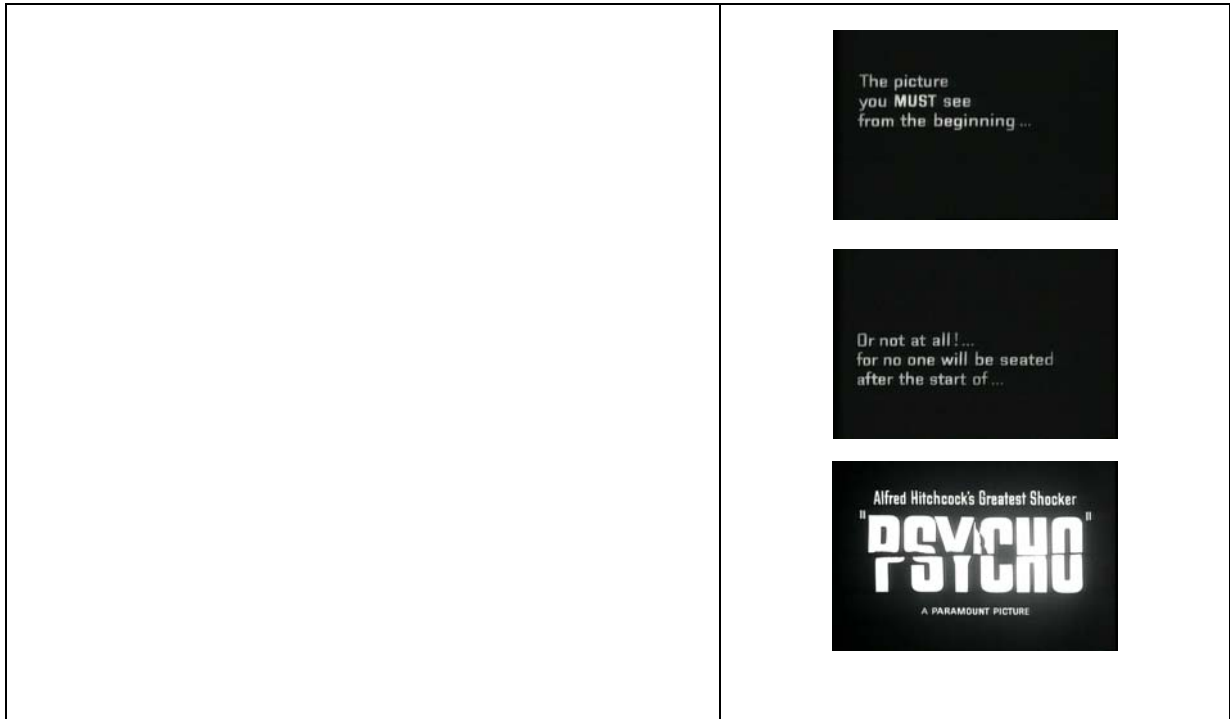 The picture
you MUST see
from the beginning ...
Or not at all! ...
for no one will be seated
after the start of ...
Alfred Hitchcock's Greatest Shocker
"PSYCHO"
A PARAMOUNT PICTURE